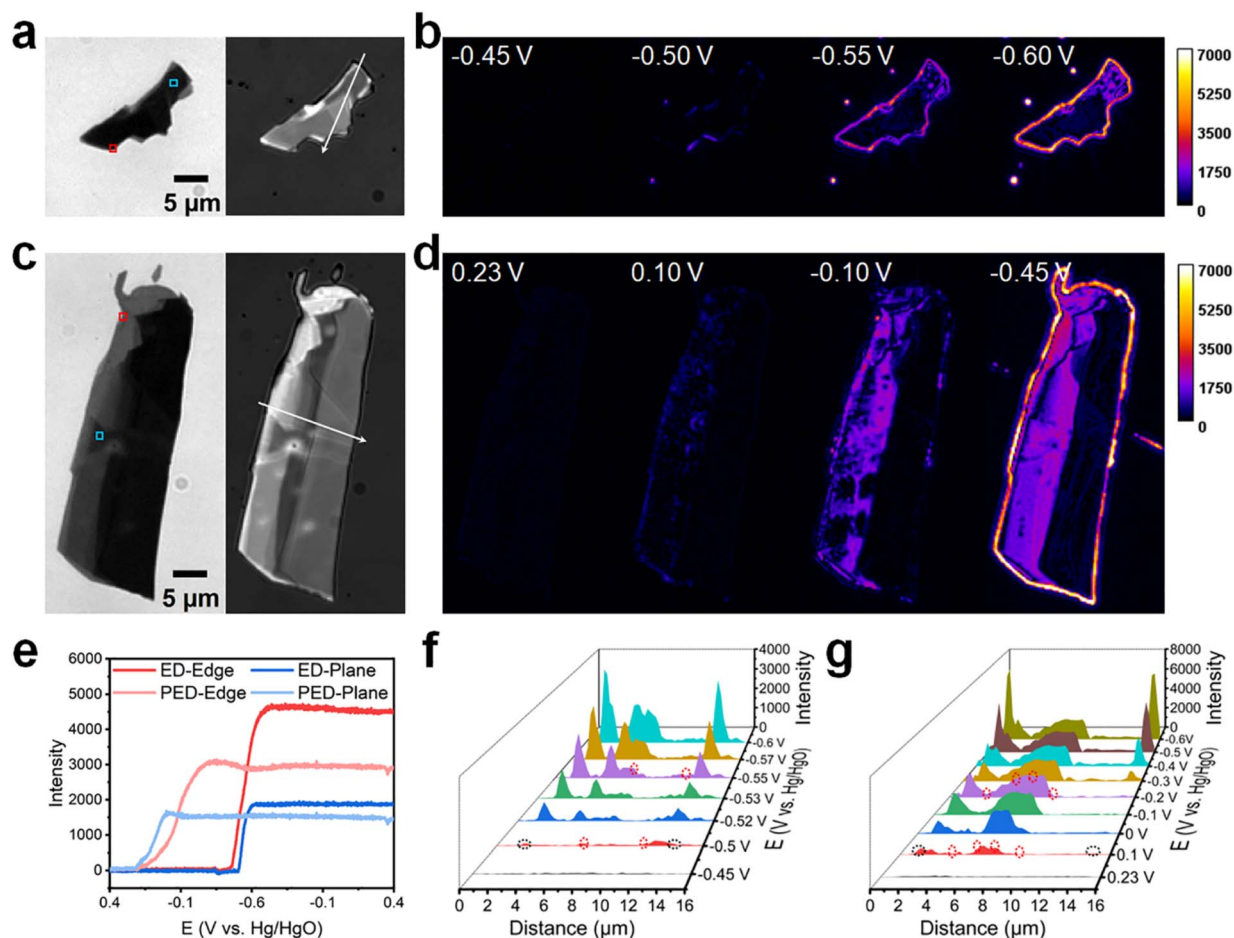 a
b
-0.45 V
-0.50 V
-0.55 V
-0.60 V
7000
5250
3500
1750
0
5 μm
c
d
0.23 V
0.10 V
-0.10 V
-0.45 V
7000
5250
3500
1750
0
5 μm
e
6000
5000
4000
3000
2000
1000
0
Intensity
ED-Edge
ED-Plane
PED-Edge
PED-Plane
0.4
-0.1
-0.6
-0.1
0.4
E (V vs. Hg/HgO)
f
4000
3000
2000
1000
0
Intensity
-0.6 V
-0.57 V
-0.55 V
-0.53 V
-0.52 V
-0.5 V
-0.45 V
E (V vs. Hg/HgO)
0 2 4 6 8 10 12 14 16
Distance (μm)
g
8000
6000
4000
2000
0
Intensity
-0.6V
-0.5 V
-0.4 V
-0.3 V
-0.2 V
-0.1 V
0 V
0.1 V
0.23 V
E (V vs. Hg/HgO)
0 2 4 6 8 10 12 14 16
Distance (μm)